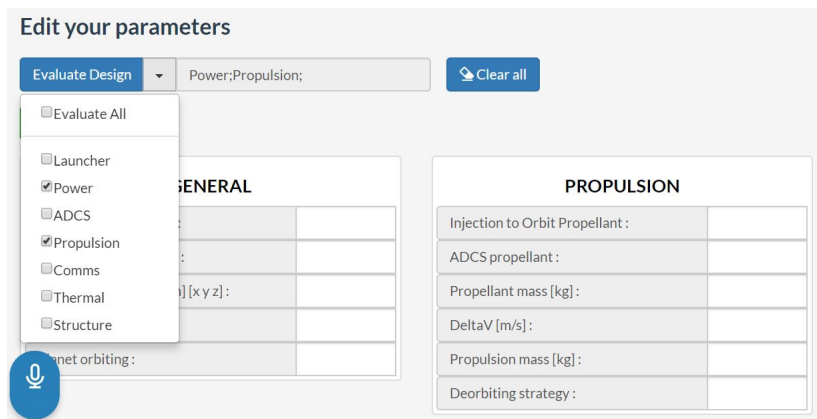 Edit your parameters
Evaluate Design
Power;Propulsion;
Clear all
Evaluate All
Launcher
Power
ADCS
Propulsion
Comms
Thermal
Structure
ENERAL
:
:
] [x y z] :
net orbiting :
PROPULSION
Injection to Orbit Propellant :
ADCS propellant :
Propellant mass [kg] :
DeltaV [m/s] :
Propulsion mass [kg] :
Deorbiting strategy :